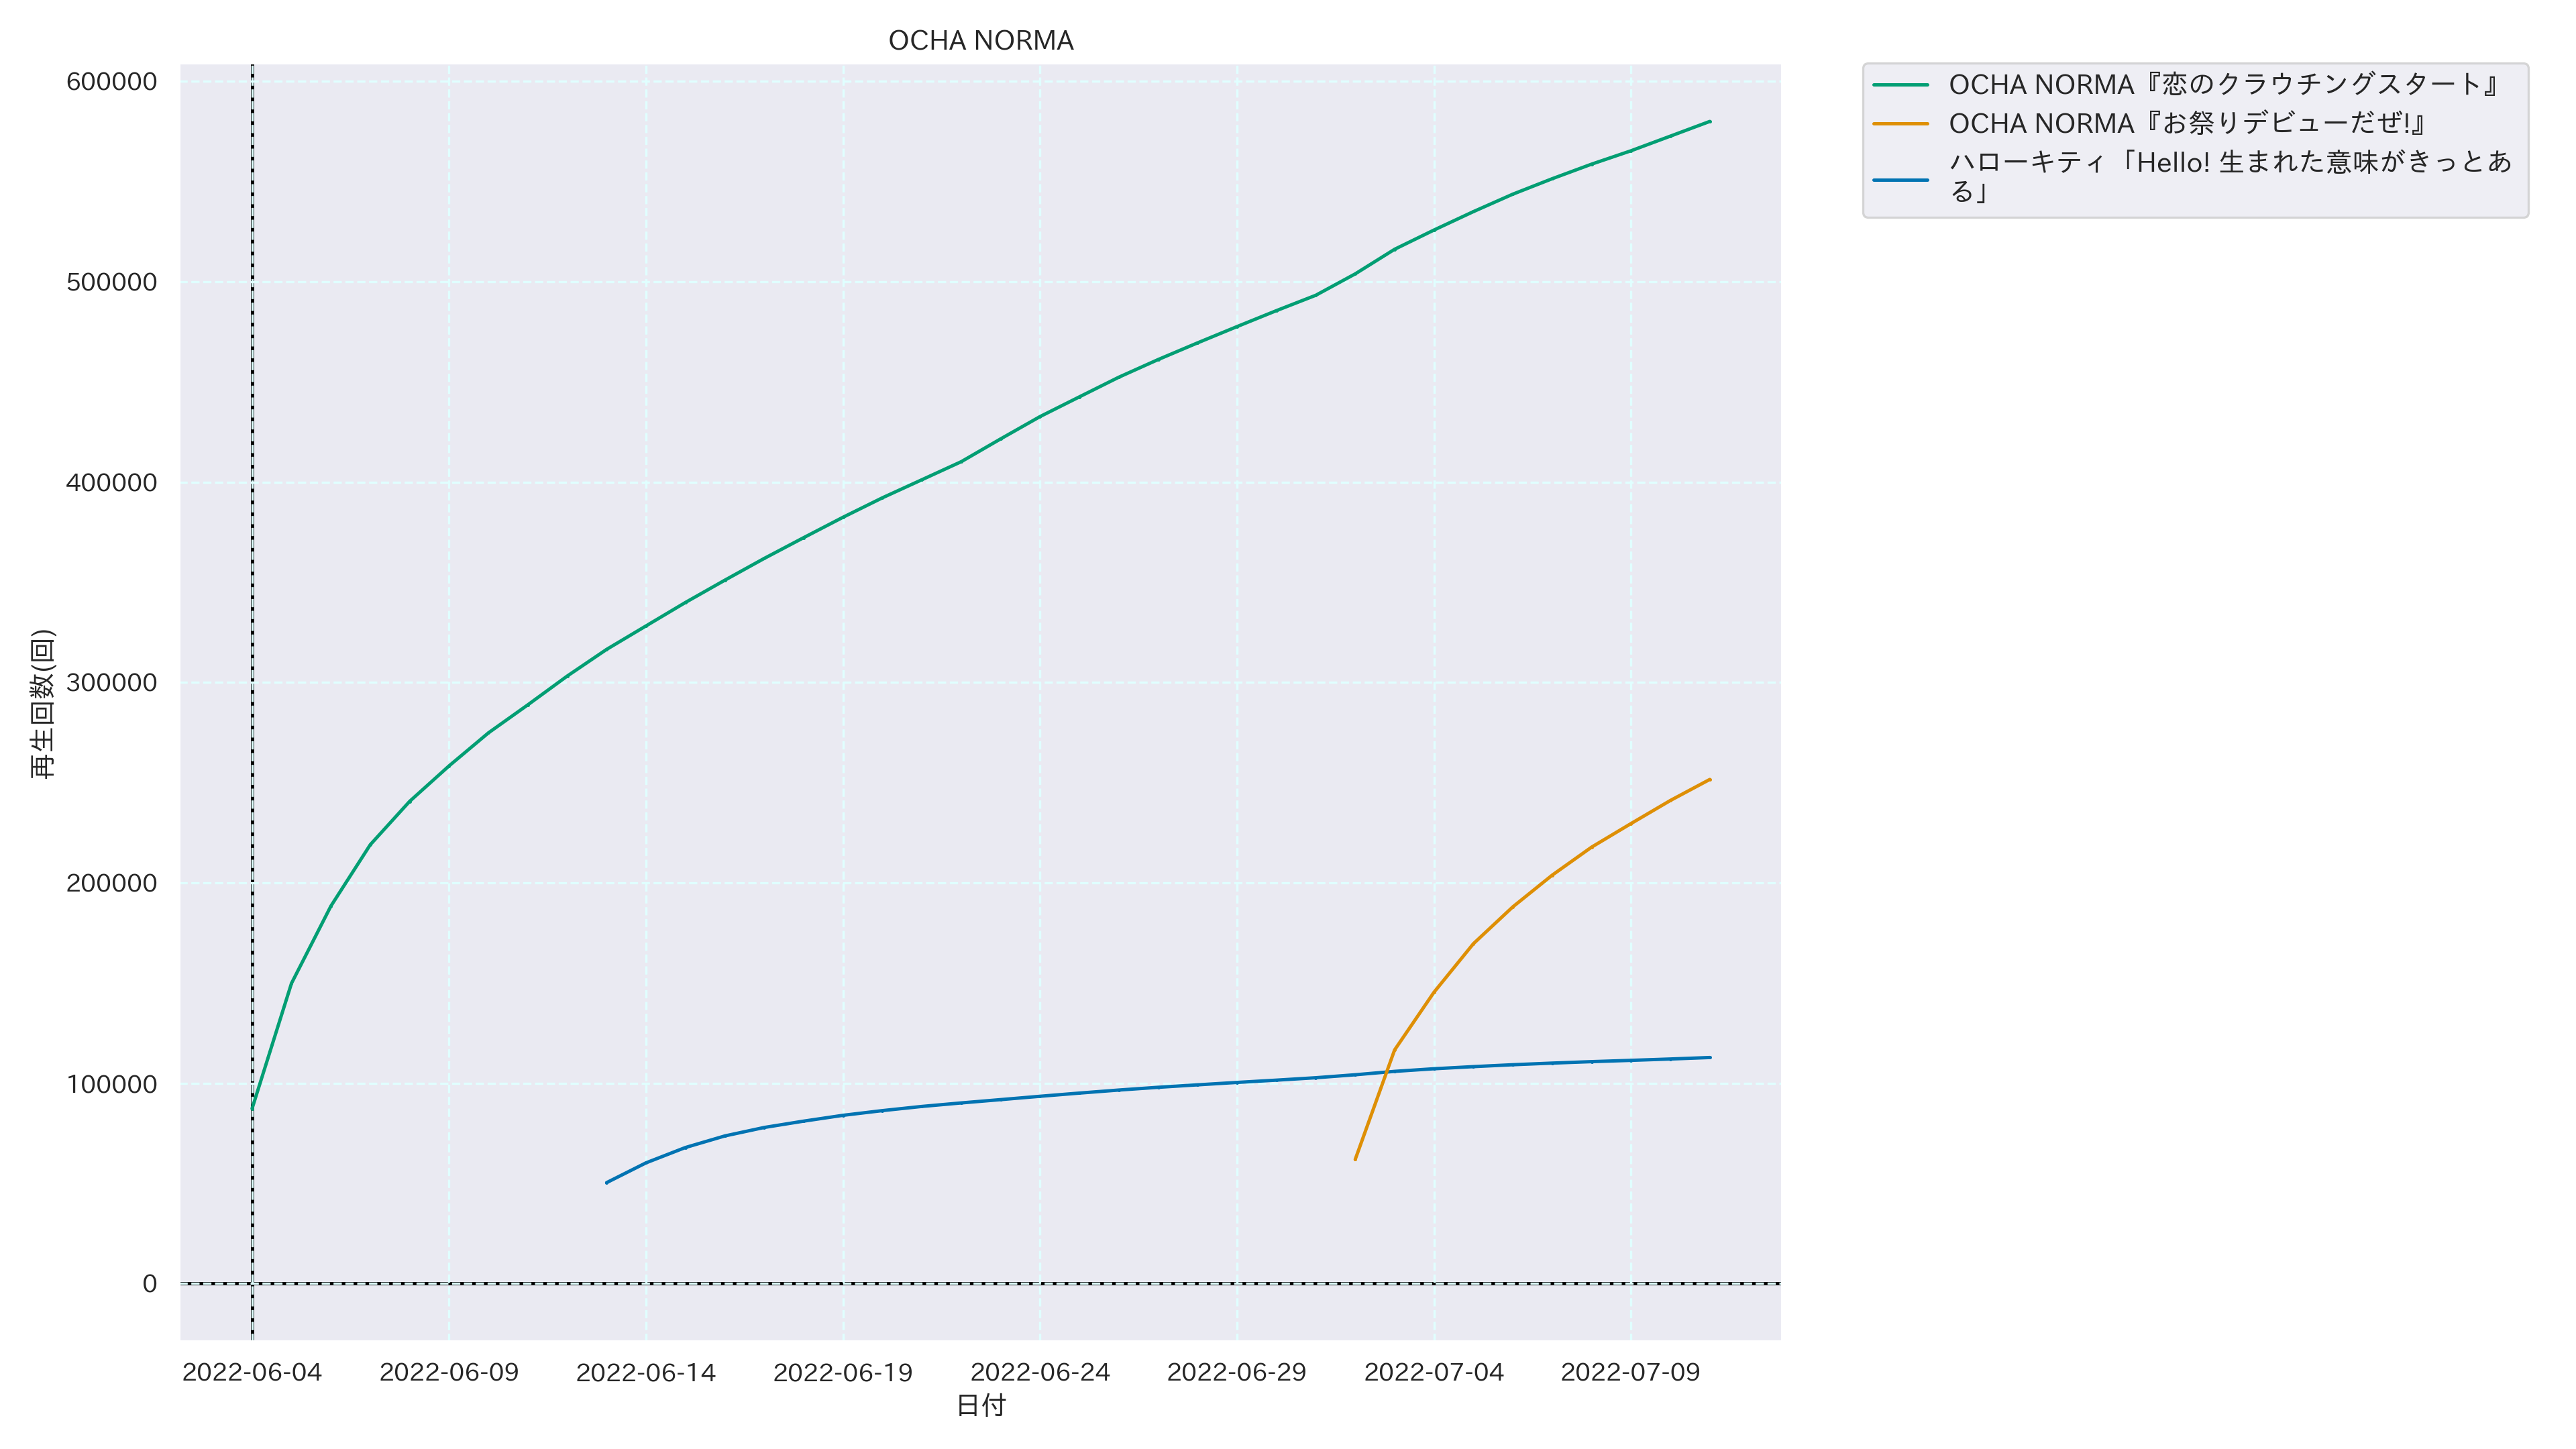 OCHA NORMA
600000
500000
400000
300000
200000
100000
0
再生回数(回)
2022-06-04 2022-06-09 2022-06-14 2022-06-19 2022-06-24 2022-06-29 2022-07-04 2022-07-09
日付
OCHA NORMA『恋のクラウチングスタート』
OCHA NORMA『お祭りデビューだぜ!』
ハローキティ「Hello! 生まれた意味がきっとあ
る」